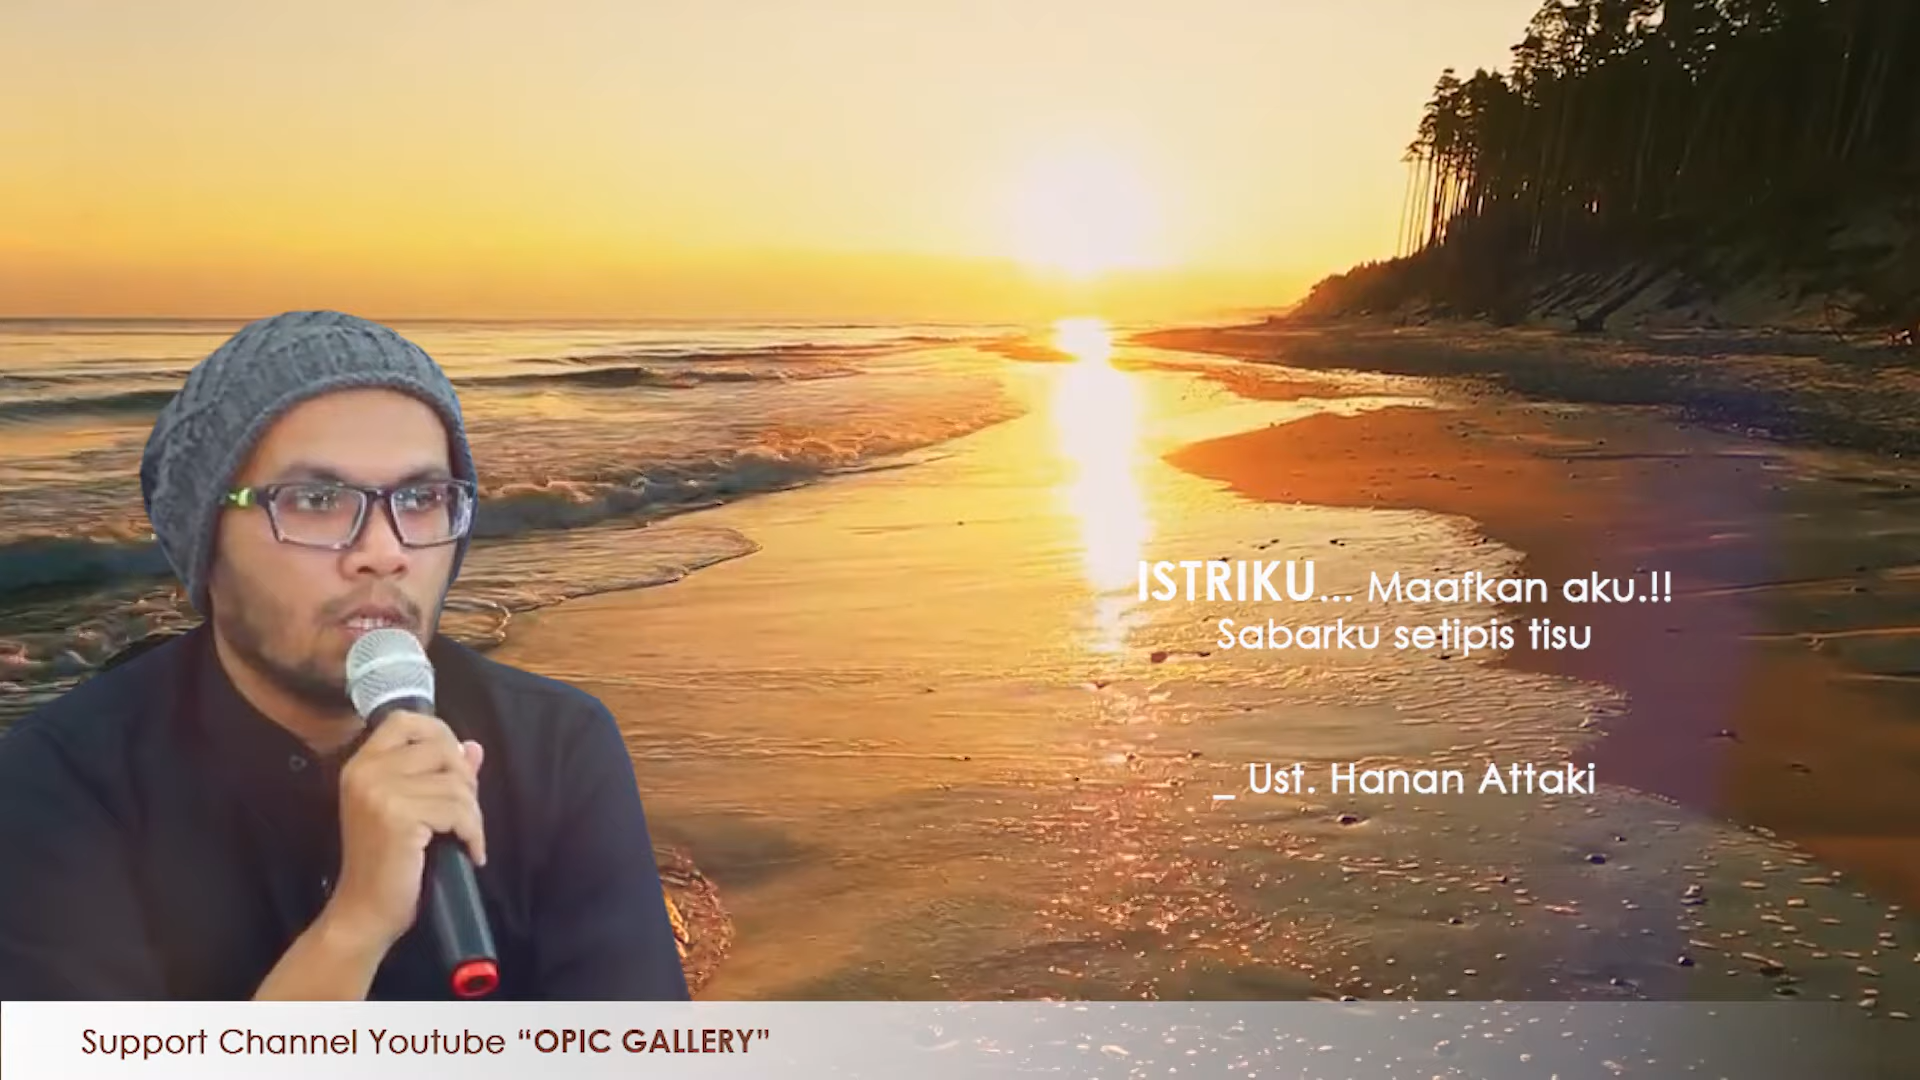 ISTRIKU... Maafkan aku.!!
Sabarku setipis tisu
_ Ust. Hanan Attaki
Support Channel Youtube “OPIC GALLERY”